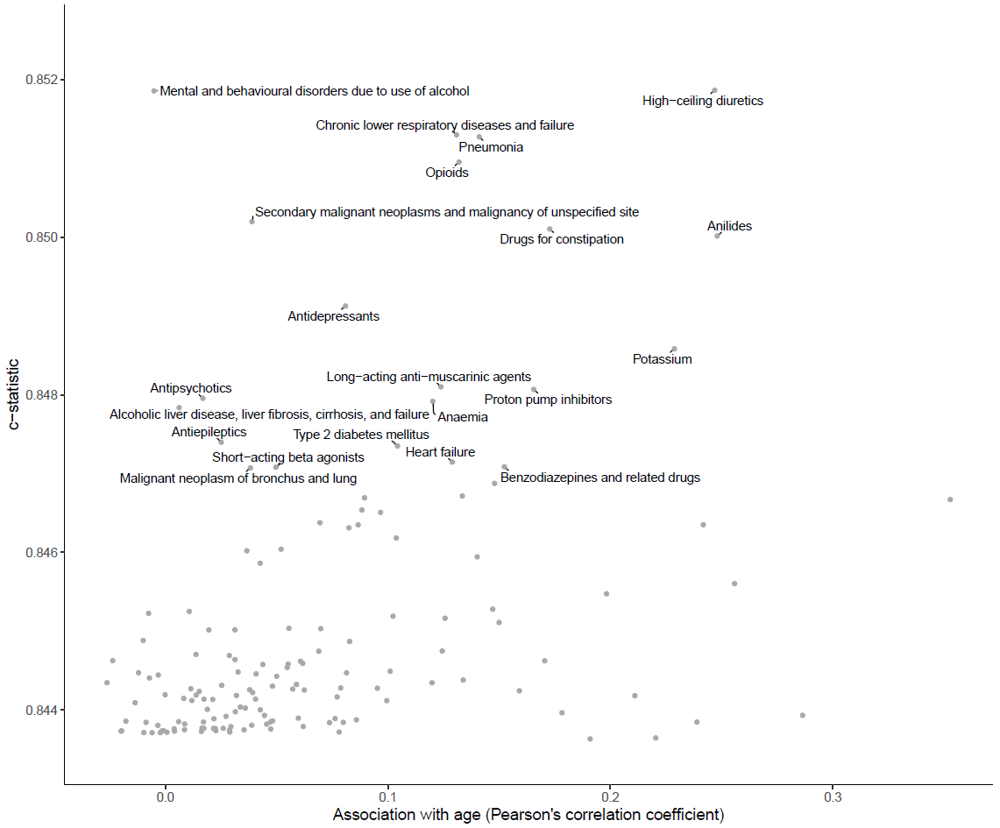 0.852
Mental and behavioural disorders due to use of alcohol
High−ceiling diuretics
Chronic lower respiratory diseases and failure
Pneumonia
Opioids
Secondary malignant neoplasms and malignancy of unspecified site
Anilides
0.850
Drugs for constipation
Antidepressants
Potassium
Long−acting anti−muscarinic agents
Antipsychotics
0.848
Proton pump inhibitors
Alcoholic liver disease, liver fibrosis, cirrhosis, and failure
Anaemia
Antiepileptics
Type 2 diabetes mellitus
Heart failure
Short−acting beta agonists
Malignant neoplasm of bronchus and lung
Benzodiazepines and related drugs
0.846
0.844
c−statistic
0.0
0.1
0.2
0.3
Association with age (Pearson's correlation coefficient)